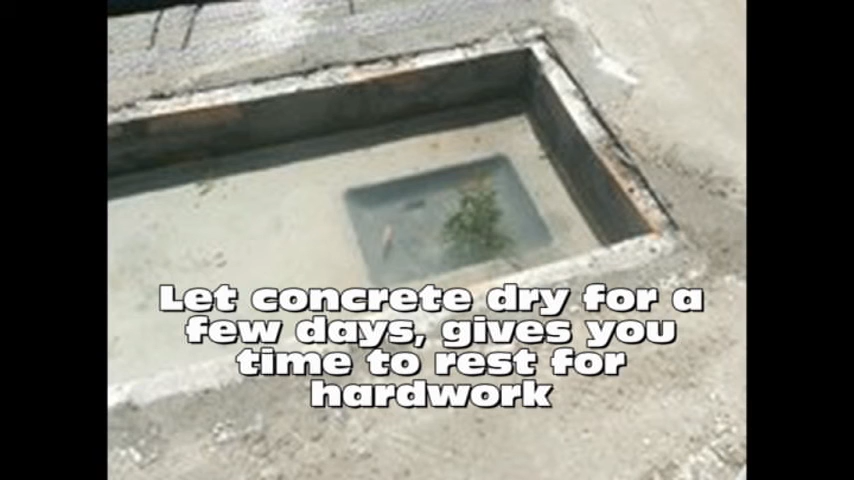 Let concrete dry for a
few days, gives you
time to rest for
hardwork